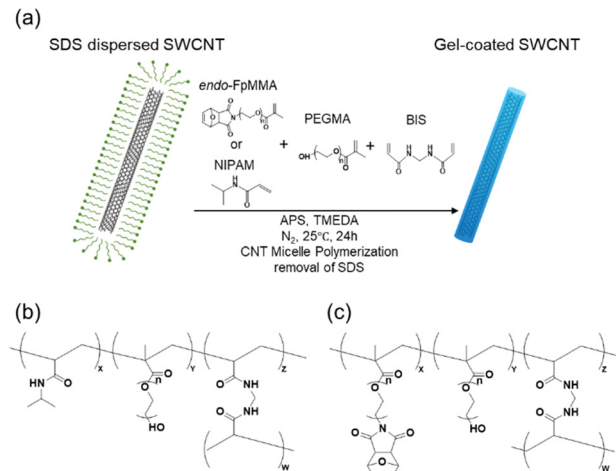 (a)
SDS dispersed SWCNT
Gel-coated SWCNT
endo-FpMMA
PEGMA
BIS
+
+
or
NIPAM
APS, TMEDA
N2, 25℃, 24h
CNT Micelle Polymerization
removal of SDS
(b)
(c)